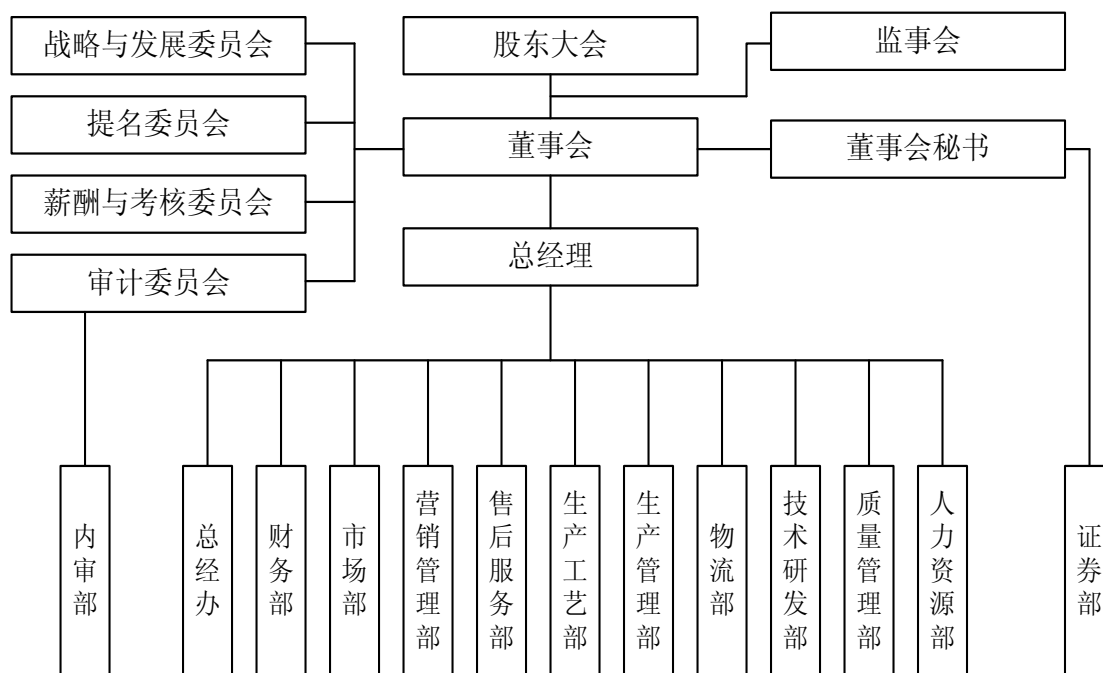 战略与发展委员会
股东大会
监事会
提名委员会
董事会
董事会秘书
薪酬与考核委员会
总经理
审计委员会
内审部
总经办
财务部
市场部
营销管理部
售后服务部
生产工艺部
生产管理部
物流部
技术研发部
质量管理部
人力资源部
证券部